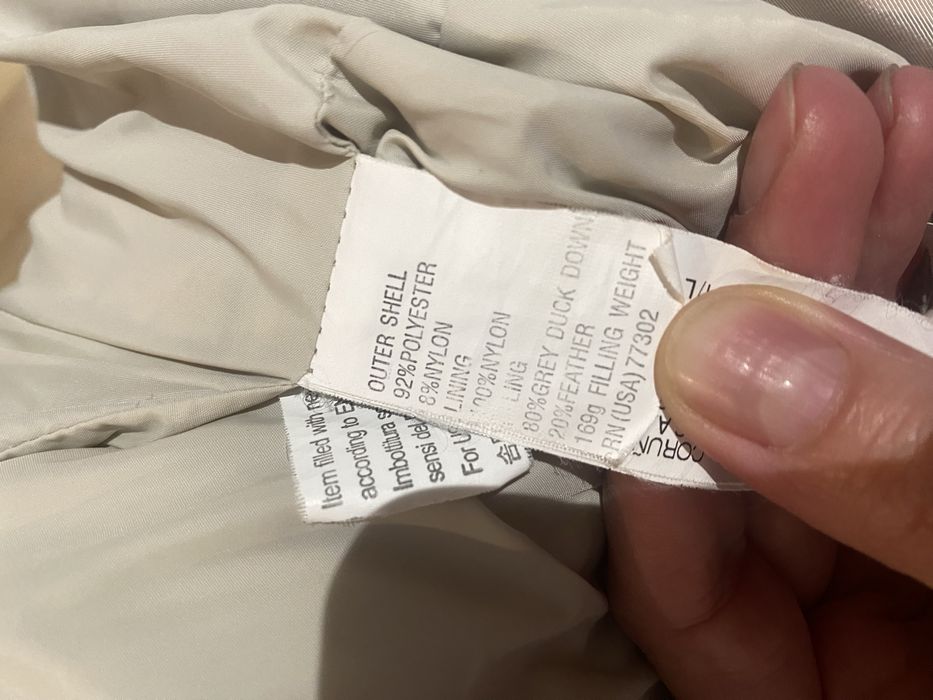 OUTER SHELL
92%POLYESTER
8%NYLON
LINING
100%NYLON
LING
80%GREY DUCK DOWN
20%FEATHER
169g FILLING WEIGHT
RN(USA)77302
Item filled with
according to
Imbottitura
sensi
For